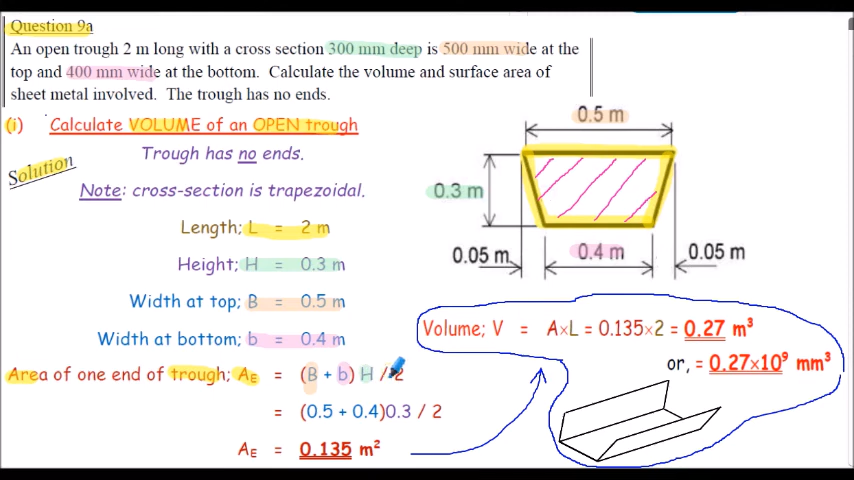 Question 9a
An open trough 2 m long with a cross section 300 mm deep is 500 mm wide at the
top and 400 mm wide at the bottom. Calculate the volume and surface area of
sheet metal involved. The trough has no ends.
(i) Calculate VOLUME of an OPEN trough
Solution
Trough has no ends.
Note: cross-section is trapezoidal.
Length; L = 2 m
Height; H = 0.3 m
Width at top; B = 0.5 m
Width at bottom; b = 0.4 m
Area of one end of trough; AE = (B + b) H / 2
= (0.5 + 0.4)0.3 / 2
AE = 0.135 m²
0.5 m
0.3 m
0.05 m
0.4 m
0.05 m
Volume; V = A×L = 0.135×2 = 0.27 m³
or, = 0.27×10⁹ mm³